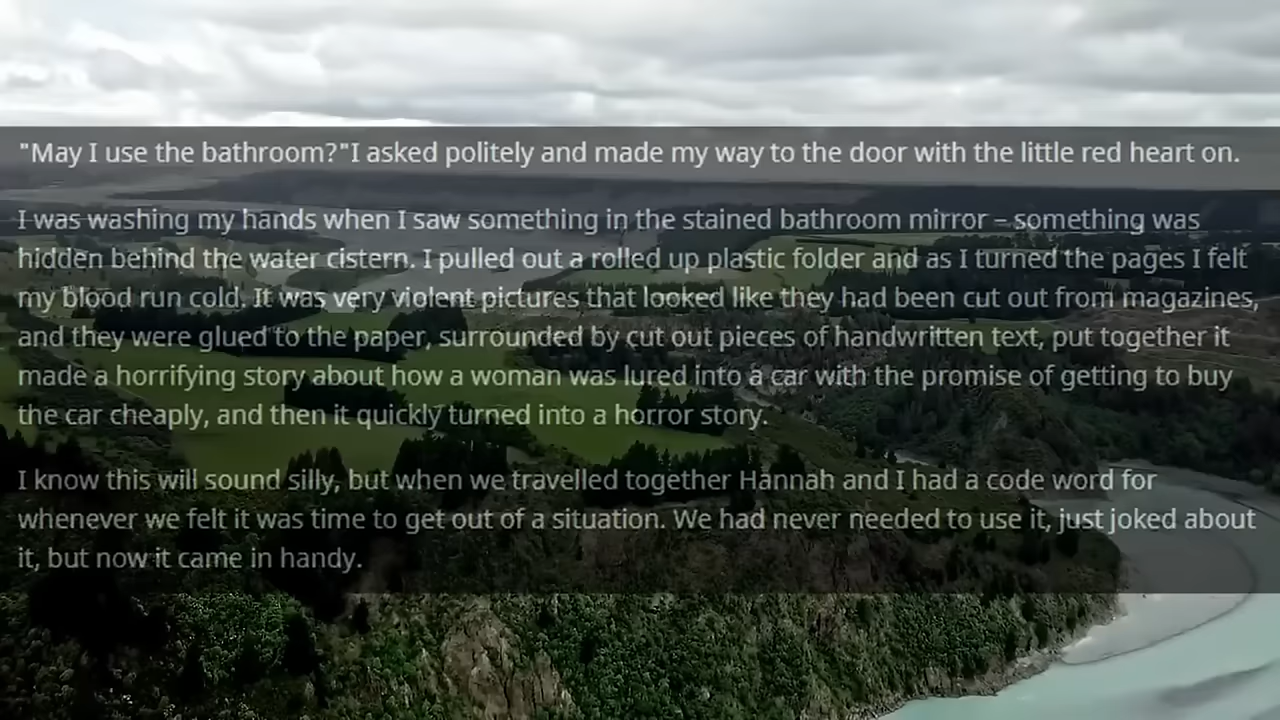 "May I use the bathroom?"I asked politely and made my way to the door with the little red heart on.
I was washing my hands when I saw something in the stained bathroom mirror – something was
hidden behind the water cistern. I pulled out a rolled up plastic folder and as I turned the pages I felt
my blood run cold. It was very violent pictures that looked like they had been cut out from magazines,
and they were glued to the paper, surrounded by cut out pieces of handwritten text, put together it
made a horrifying story about how a woman was lured into a car with the promise of getting to buy
the car cheaply, and then it quickly turned into a horror story.
I know this will sound silly, but when we travelled together Hannah and I had a code word for
whenever we felt it was time to get out of a situation. We had never needed to use it, just joked about
it, but now it came in handy.